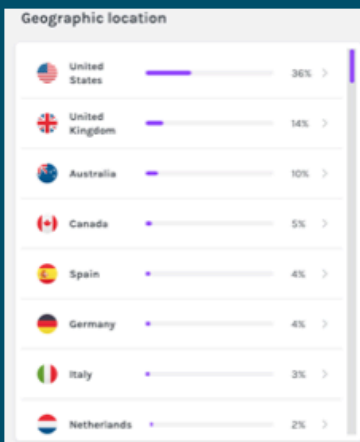 Geographic location
United
States
36%
United
Kingdom
14%
Australia
10%
Canada
5%
Spain
4%
Germany
4%
Italy
3%
Netherlands
2%